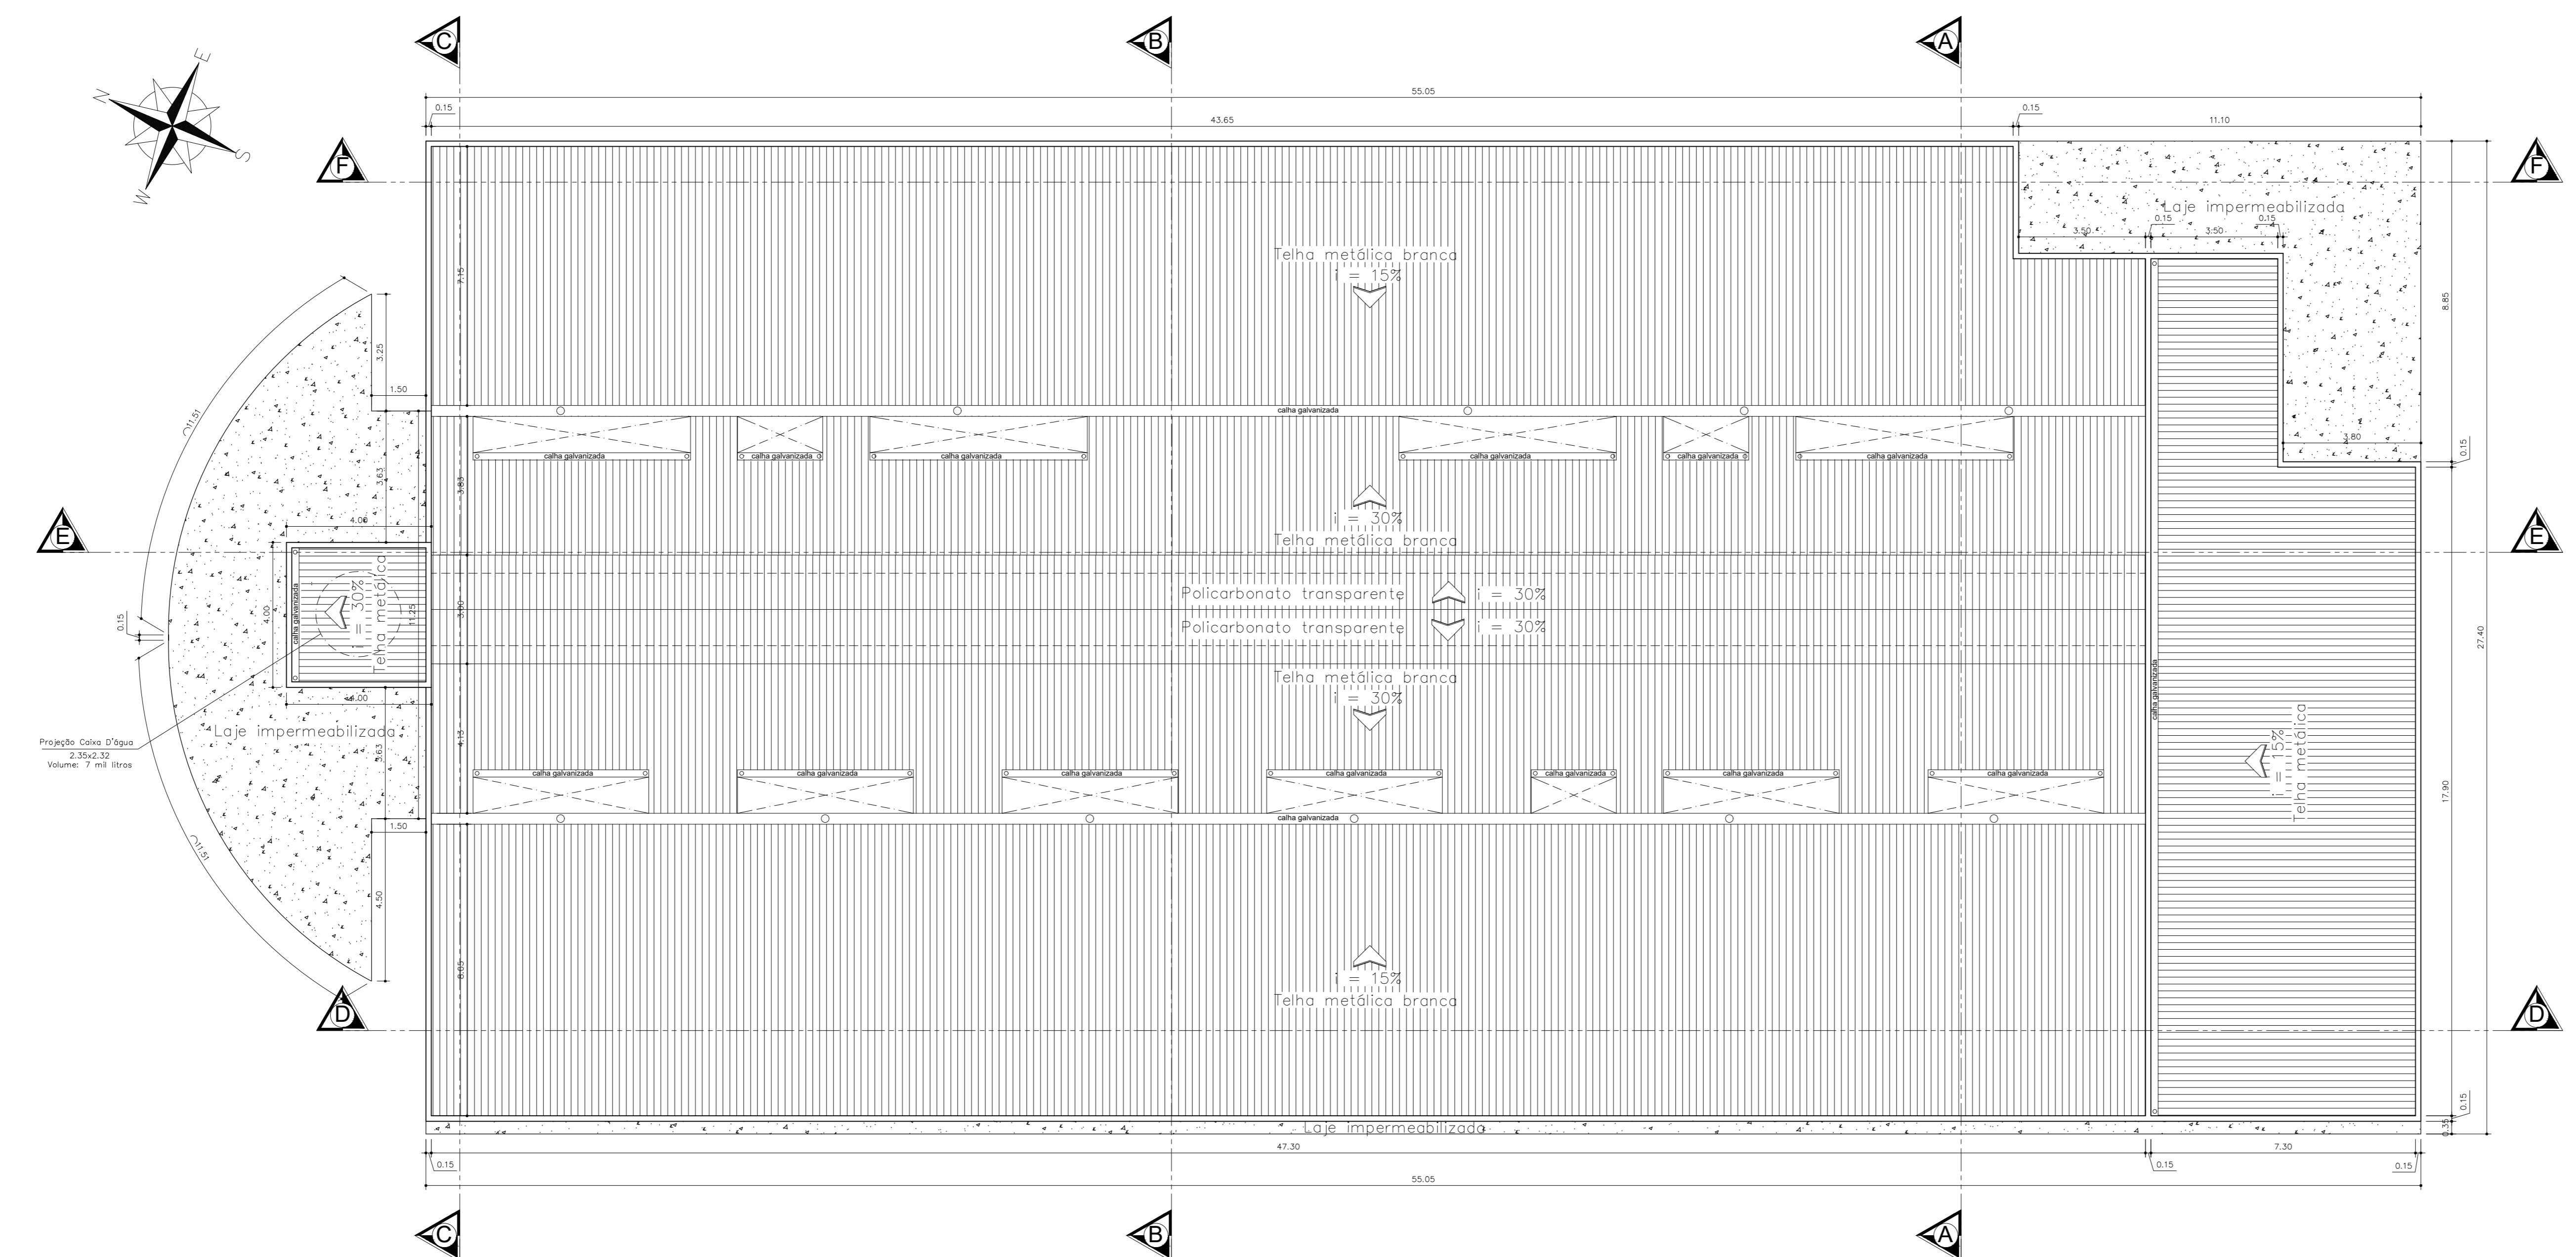 C
B
A
N
E
S
W
55.05
0.15
43.65
0.15
11.10
F
F
Laje impermeabilizada
0.15
0.15
3.50
3.50
Telha metálica branca
i = 15%
7.15
8.85
11.51
3.25
1.50
calha galvanizada
calha galvanizada
calha galvanizada
calha galvanizada
calha galvanizada
calha galvanizada
calha galvanizada
3.80
0.15
3.63
3.83
4.00
i = 30%
Telha metálica branca
E
E
calha galvanizada
i = 30%
Telha metálica
4.00
11.25
0.15
3.00
Policarbonato transparente
i = 30%
Policarbonato transparente
i = 30%
27.40
Telha metálica branca
i = 30%
4.00
Laje impermeabilizada
3.63
4.13
Projeção Caixa D'água
2.35x2.32
Volume: 7 mil litros
calha galvanizada
calha galvanizada
calha galvanizada
calha galvanizada
calha galvanizada
calha galvanizada
calha galvanizada
calha galvanizada
calha galvanizada
i = 15%
Telha metálica
17.90
1.50
11.51
4.50
8.65
i = 15%
Telha metálica branca
D
D
Laje impermeabilizada
0.15
0.35
0.15
47.30
0.15
7.30
0.15
55.05
C
B
A